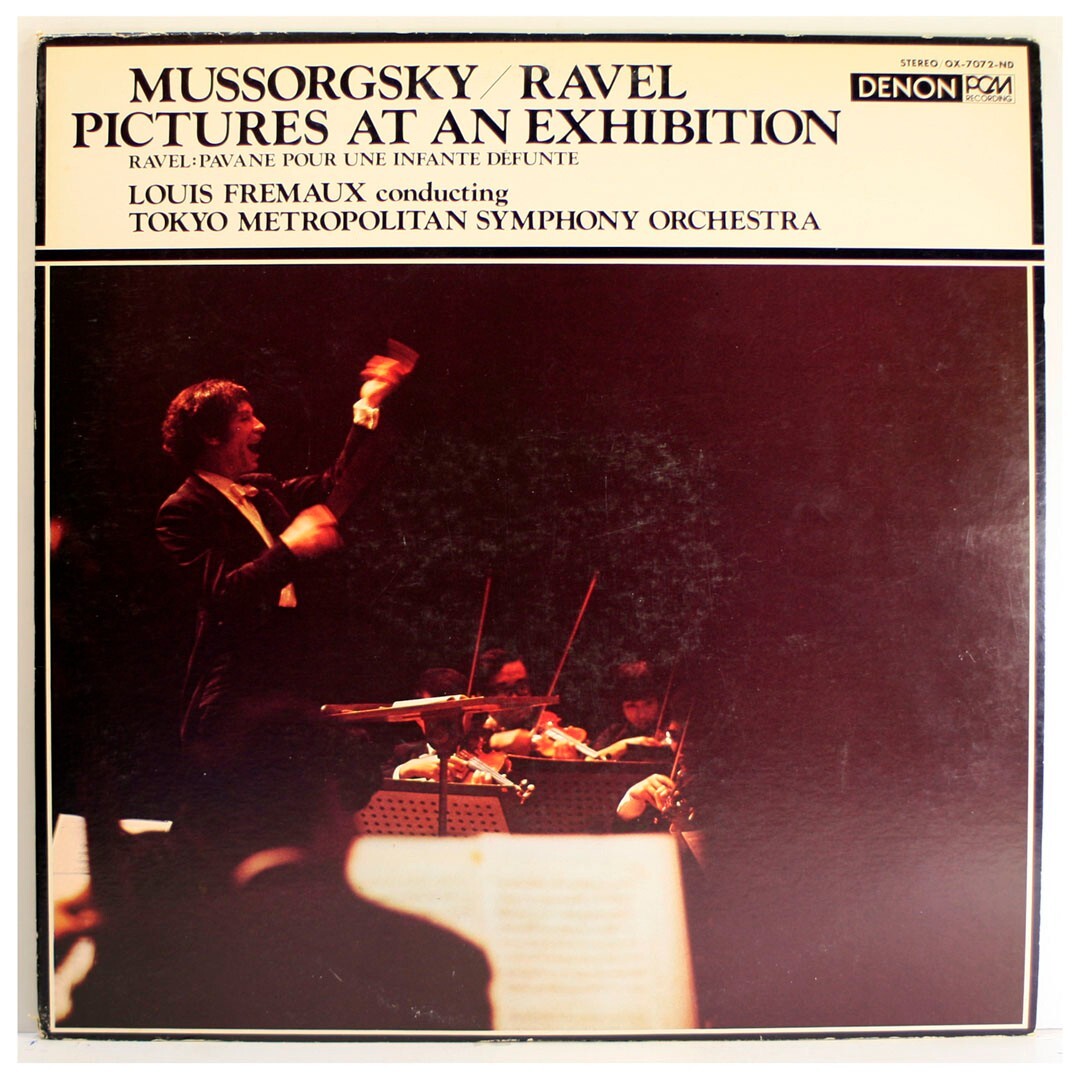 STEREO/OX-7072-ND
DENON PCM
RECORDING
MUSSORGSKY/RAVEL
PICTURES AT AN EXHIBITION
RAVEL:PAVANE POUR UNE INFANTE DÉFUNTE
LOUIS FREMAUX conducting
TOKYO METROPOLITAN SYMPHONY ORCHESTRA